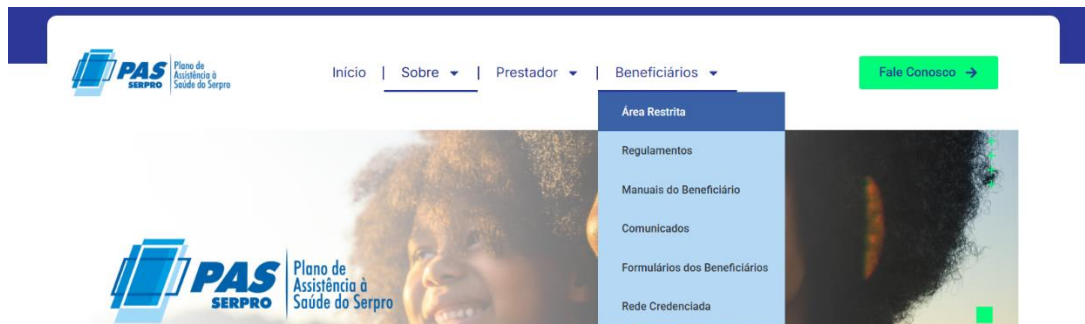 PAS
SERPRO
Plano de
Assistência à
Saúde do Serpro
Início | Sobre | Prestador | Beneficiários
Fale Conosco →
Área Restrita
Regulamentos
Manuais do Beneficiário
Comunicados
Formulários dos Beneficiários
Rede Credenciada
PAS
SERPRO
Plano de
Assistência à
Saúde do Serpro